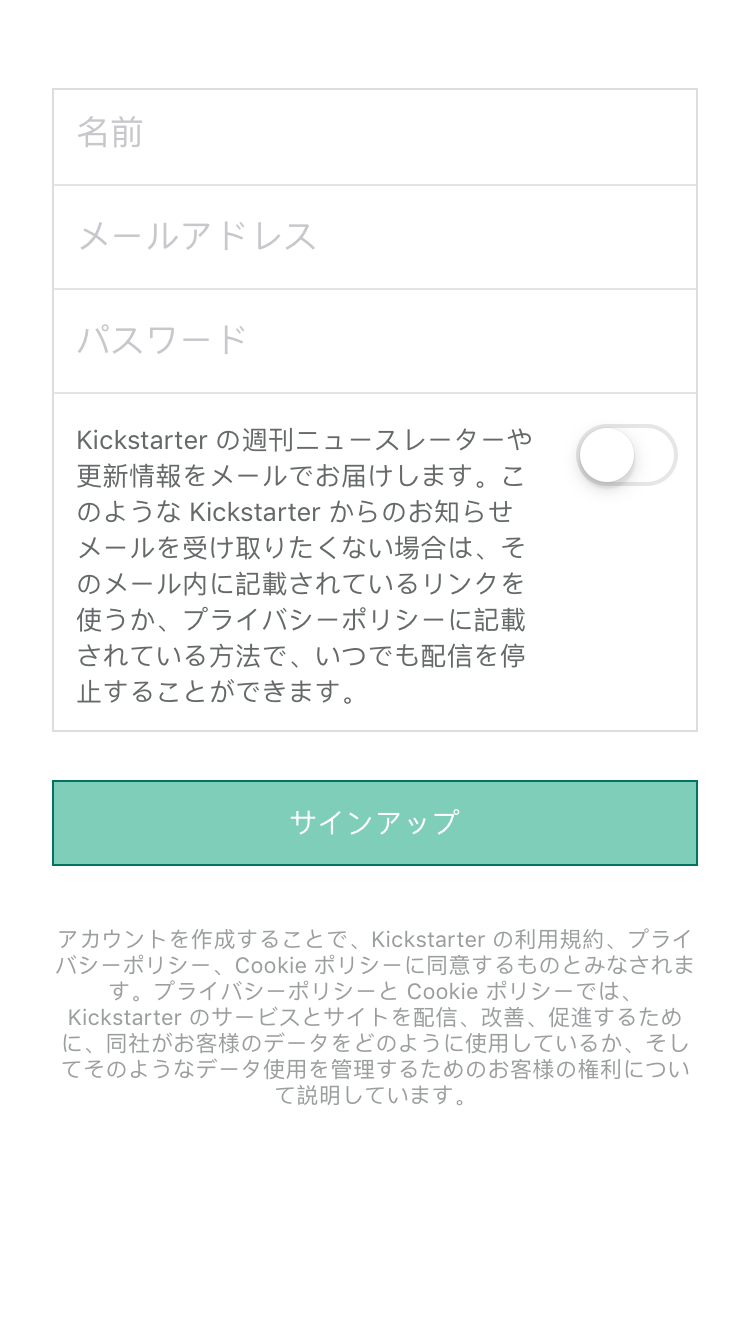 名前
メールアドレス
パスワード
Kickstarter の週刊ニュースレーターや
更新情報をメールでお届けします。こ
のような Kickstarter からのお知らせ
メールを受け取りたくない場合は、そ
のメール内に記載されているリンクを
使うか、プライバシーポリシーに記載
されている方法で、いつでも配信を停
止することができます。
サインアップ
アカウントを作成することで、Kickstarter の利用規約、プライ
バシーポリシー、Cookie ポリシーに同意するものとみなされま
す。プライバシーポリシーと Cookie ポリシーでは、
Kickstarter のサービスとサイトを配信、改善、促進するため
に、同社がお客様のデータをどのように使用しているか、そし
てそのようなデータ使用を管理するためのお客様の権利につい
て説明しています。